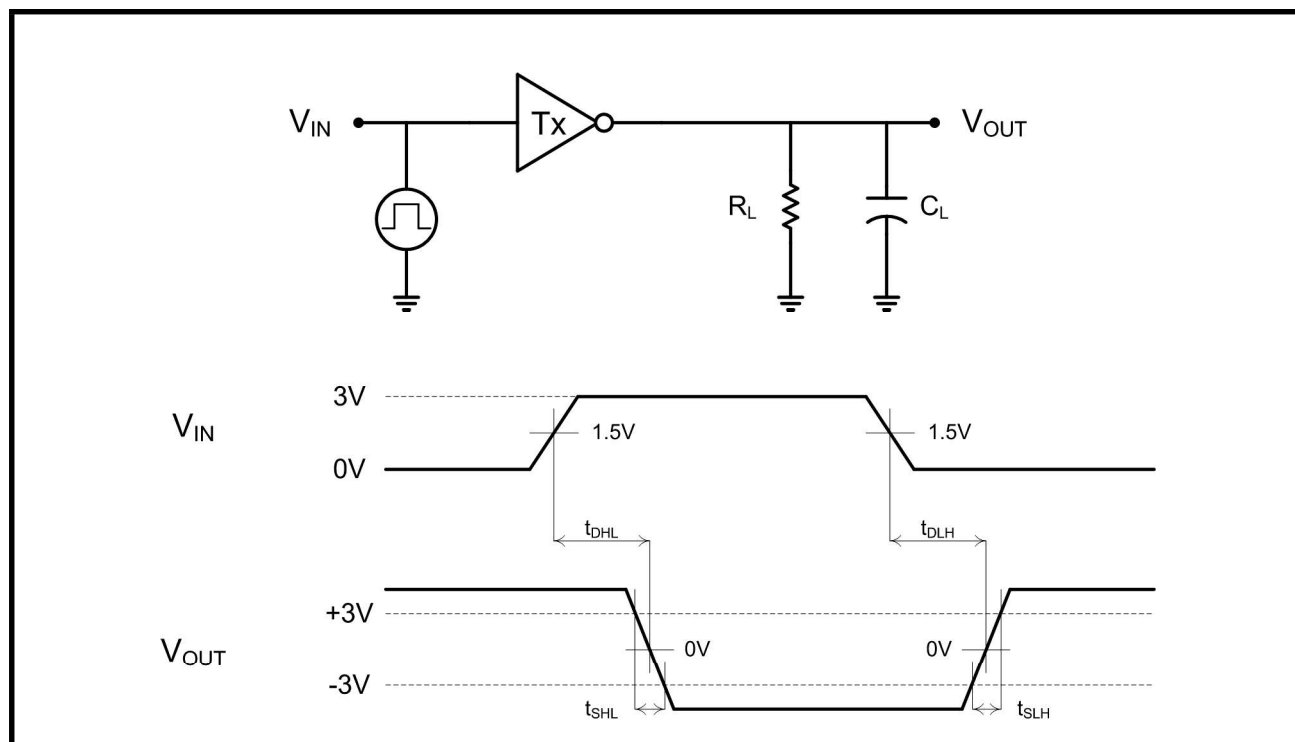 V_IN Tx V_OUT
R_L C_L
3V
V_IN 1.5V 1.5V
0V
t_DHL t_DLH
+3V
V_OUT 0V 0V
-3V
t_SHL t_SLH